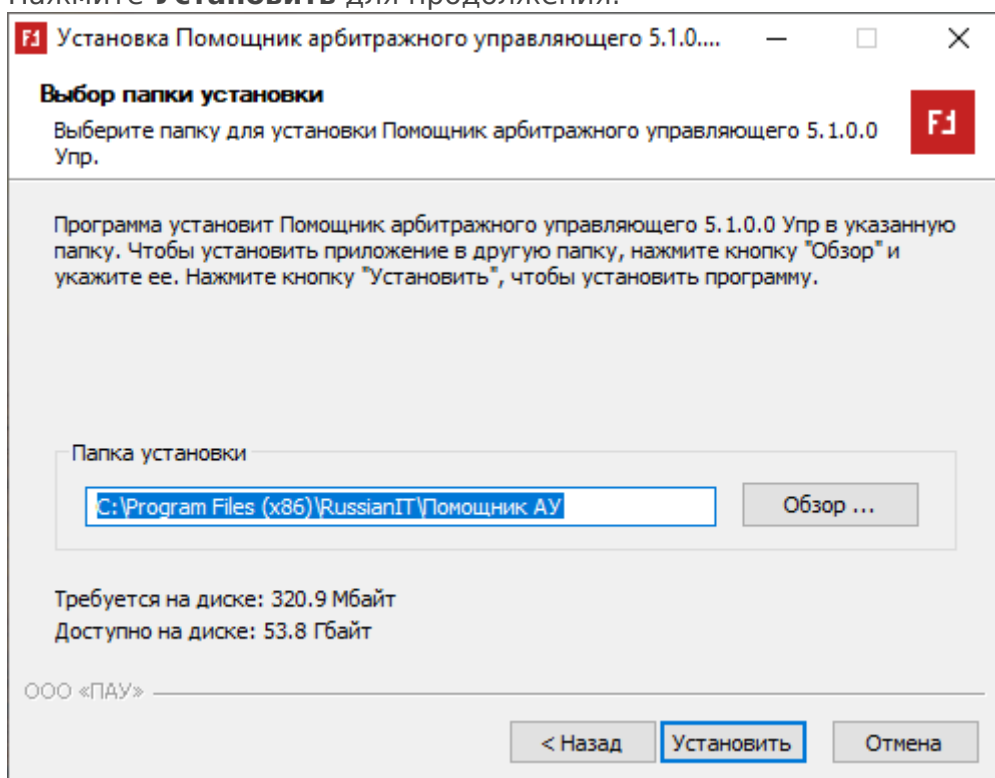 Нажмите Установить для продолжения.
Установка Помощник арбитражного управляющего 5.1.0....
Выбор папки установки
Выберите папку для установки Помощник арбитражного управляющего 5.1.0.0
Упр.
Программа установит Помощник арбитражного управляющего 5.1.0.0 Упр в указанную
папку. Чтобы установить приложение в другую папку, нажмите кнопку "Обзор" и
укажите ее. Нажмите кнопку "Установить", чтобы установить программу.
Папка установки
C:\Program Files (x86)\RussianIT\Помощник АУ
Обзор ...
Требуется на диске: 320.9 Мбайт
Доступно на диске: 53.8 Гбайт
ООО «ПАУ»
< Назад
Установить
Отмена